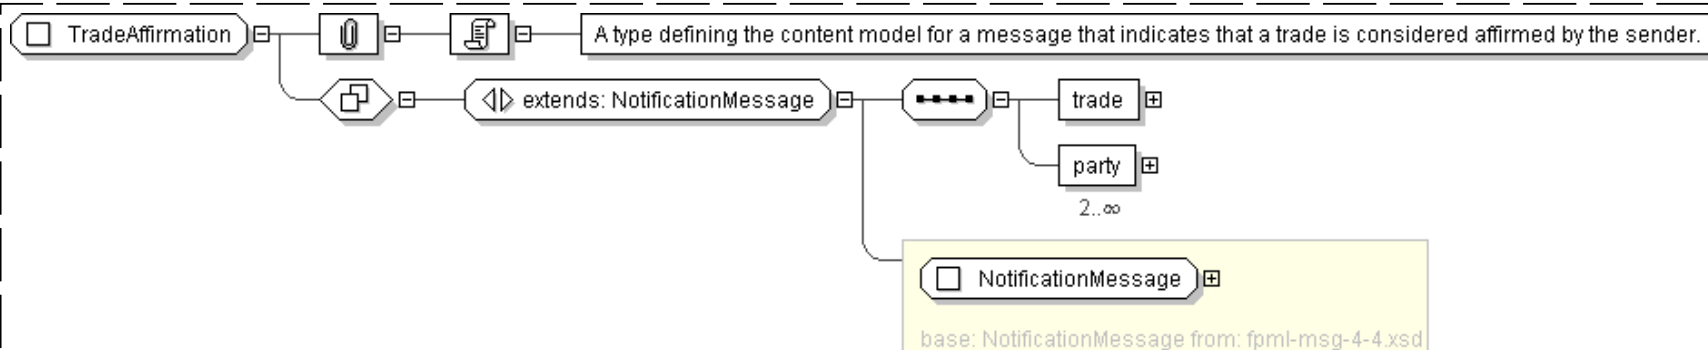 TradeAffirmation
A type defining the content model for a message that indicates that a trade is considered affirmed by the sender.
extends: NotificationMessage
trade
party
2..∞
NotificationMessage
base: NotificationMessage from: fpml-msg-4-4.xsd